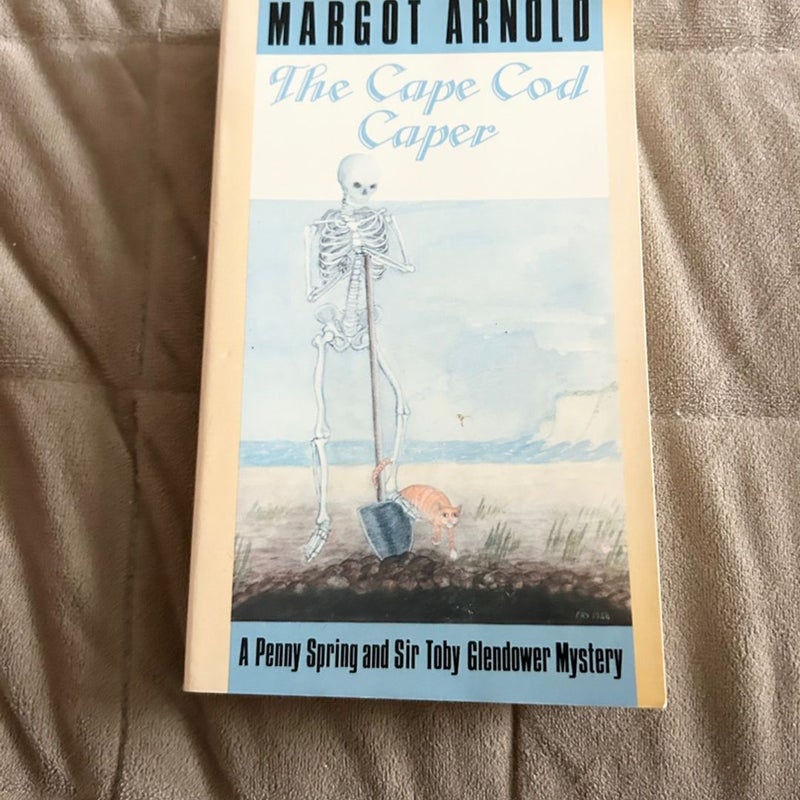 MARGOT ARNOLD
The Cape Cod
Caper
A Penny Spring and Sir Toby Glendower Mystery